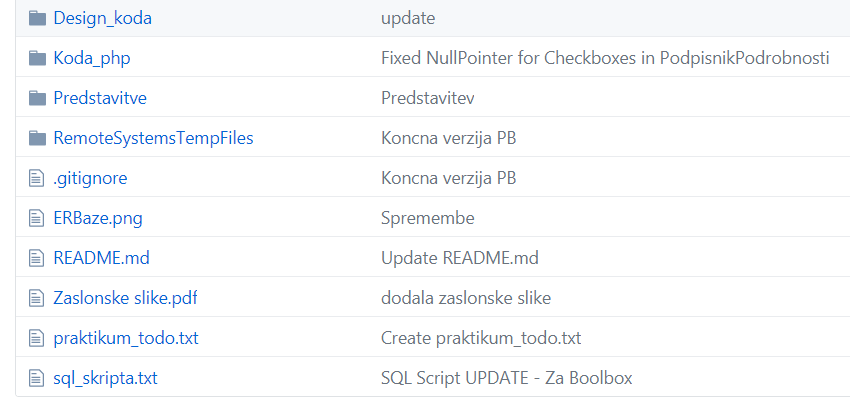 Design_koda update
Koda_php Fixed NullPointer for Checkboxes in PodpisnikPodrobnosti
Predstavitve Predstavitev
RemoteSystemsTempFiles Koncna verzija PB
.gitignore Koncna verzija PB
ERBaze.png Spremembe
README.md Update README.md
Zaslonske slike.pdf dodala zaslonske slike
praktikum_todo.txt Create praktikum_todo.txt
sql_skripta.txt SQL Script UPDATE - Za Boolbox